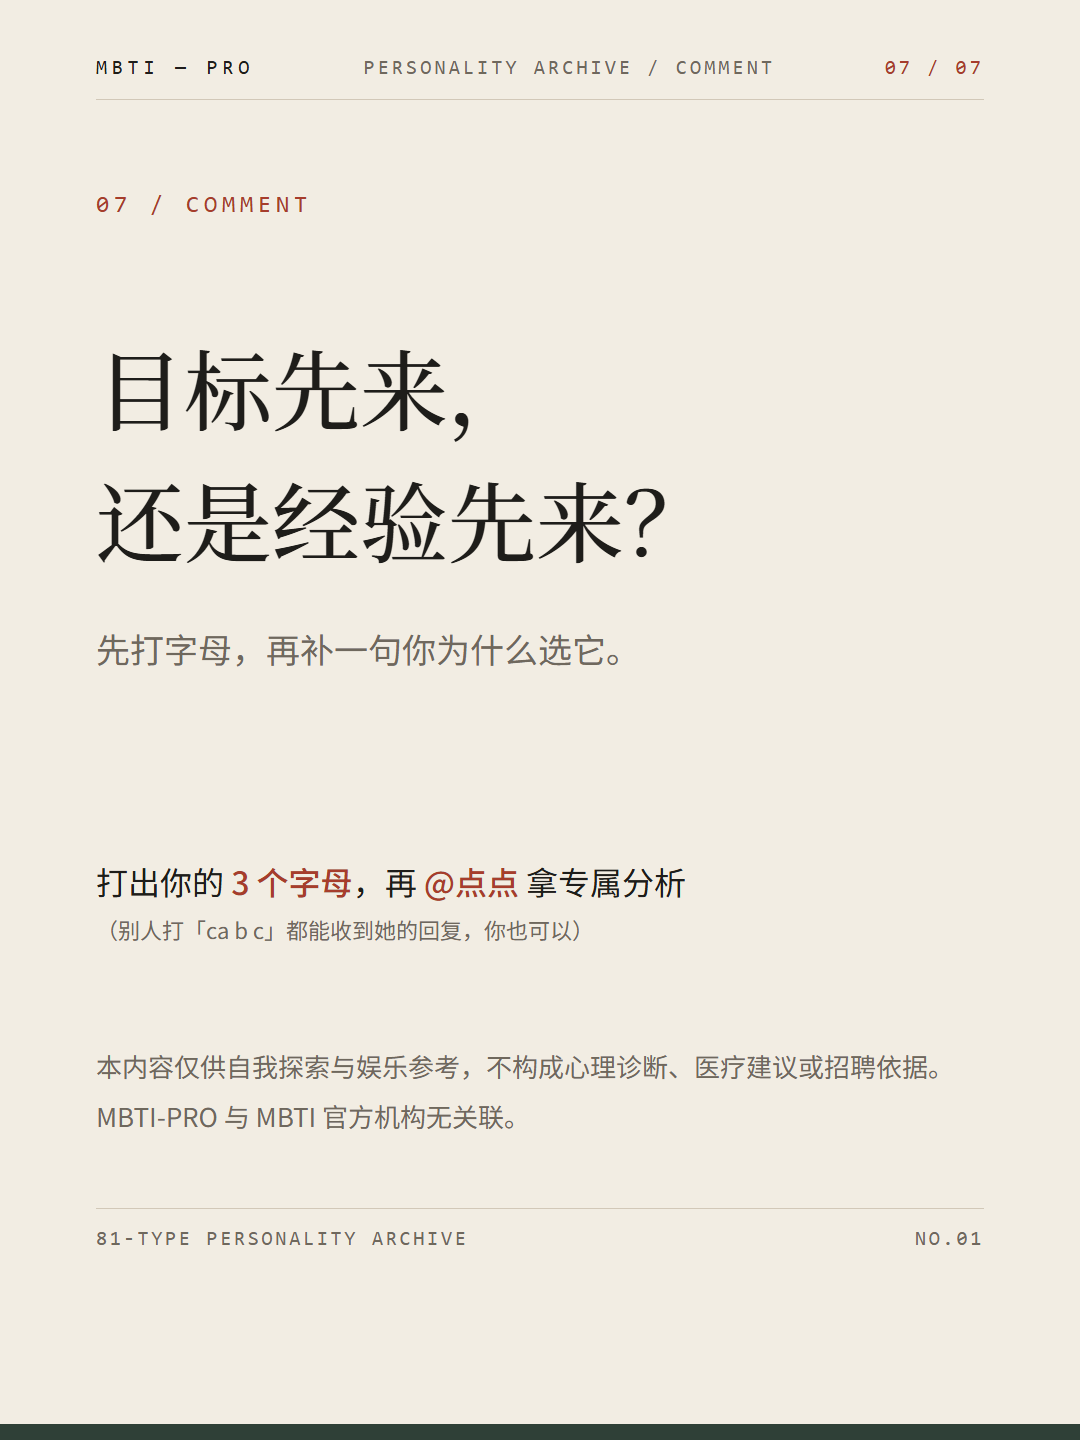 MBTI — PRO
PERSONALITY ARCHIVE / COMMENT
07 / 07
07 / COMMENT
目标先来，
还是经验先来？
先打字母，再补一句你为什么选它。
打出你的 3 个字母，再 @点点 拿专属分析
（别人打「ca b c」都能收到她的回复，你也可以）
本内容仅供自我探索与娱乐参考，不构成心理诊断、医疗建议或招聘依据。
MBTI-PRO 与 MBTI 官方机构无关联。
81-TYPE PERSONALITY ARCHIVE
NO.01